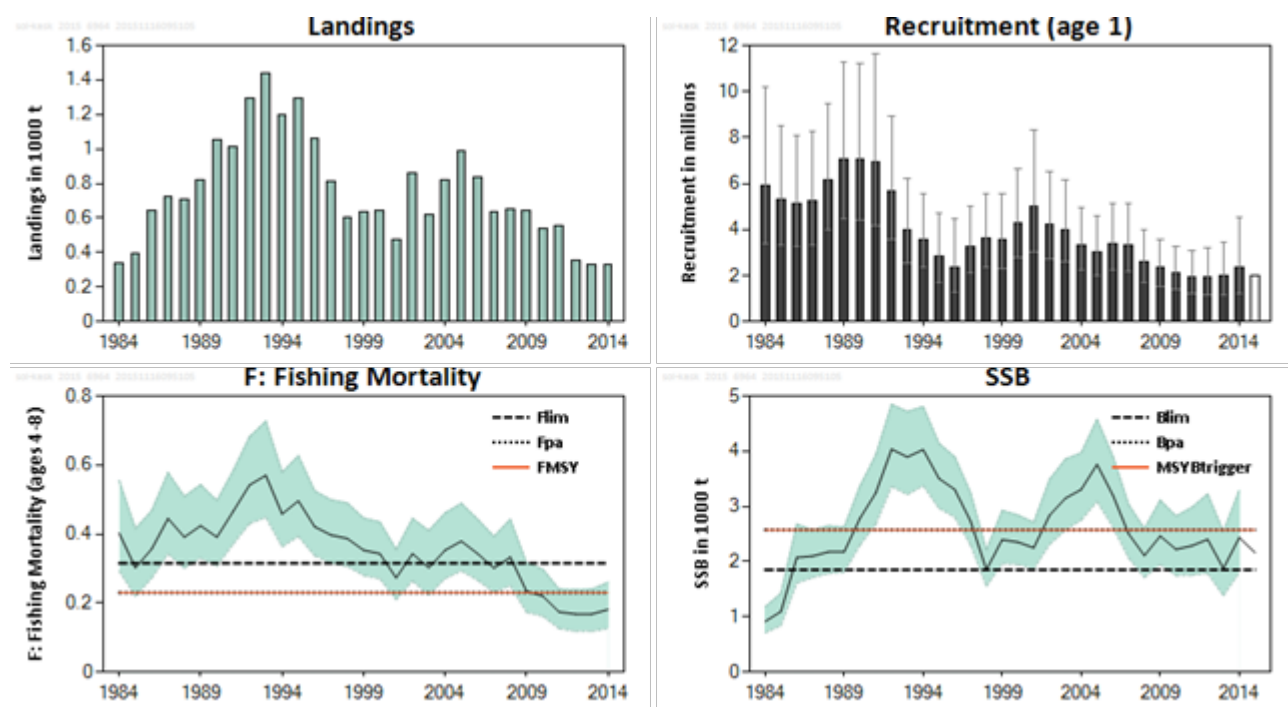 Landings
Landings in 1000 t
1.6
1.4
1.2
1
0.8
0.6
0.4
0.2
0
1984 1989 1994 1999 2004 2009 2014
Recruitment (age 1)
Recruitment in millions
12
10
8
6
4
2
0
1984 1989 1994 1999 2004 2009 2014
F: Fishing Mortality
F: Fishing Mortality (ages 4-8)
0.8
0.6
0.4
0.2
0
Flim
Fpa
FMSY
1984 1989 1994 1999 2004 2009 2014
SSB
SSB in 1000 t
5
4
3
2
1
0
Blim
Bpa
MSYBtrigger
1984 1989 1994 1999 2004 2009 2014